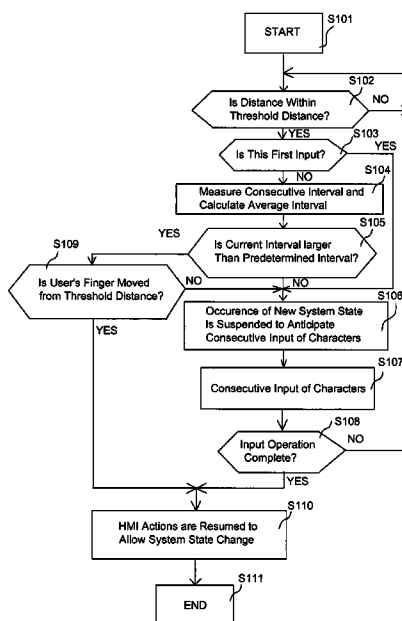 S101
START
S102
Is Distance Within
Threshold Distance?
NO
YES
S103
Is This First Input?
YES
NO
S104
Measure Consecutive Interval and
Calculate Average Interval
S105
YES
Is Current Interval larger
Than Predetermined Interval?
S109
Is User's Finger Moved
from Threshold Distance?
NO
NO
YES
S106
Occurence of New System State
Is Suspended to Anticipate
Consecutive Input of Characters
S107
Consecutive Input of Characters
S108
Input Operation
Complete?
NO
YES
S110
HMI Actions are Resumed to
Allow System State Change
S111
END